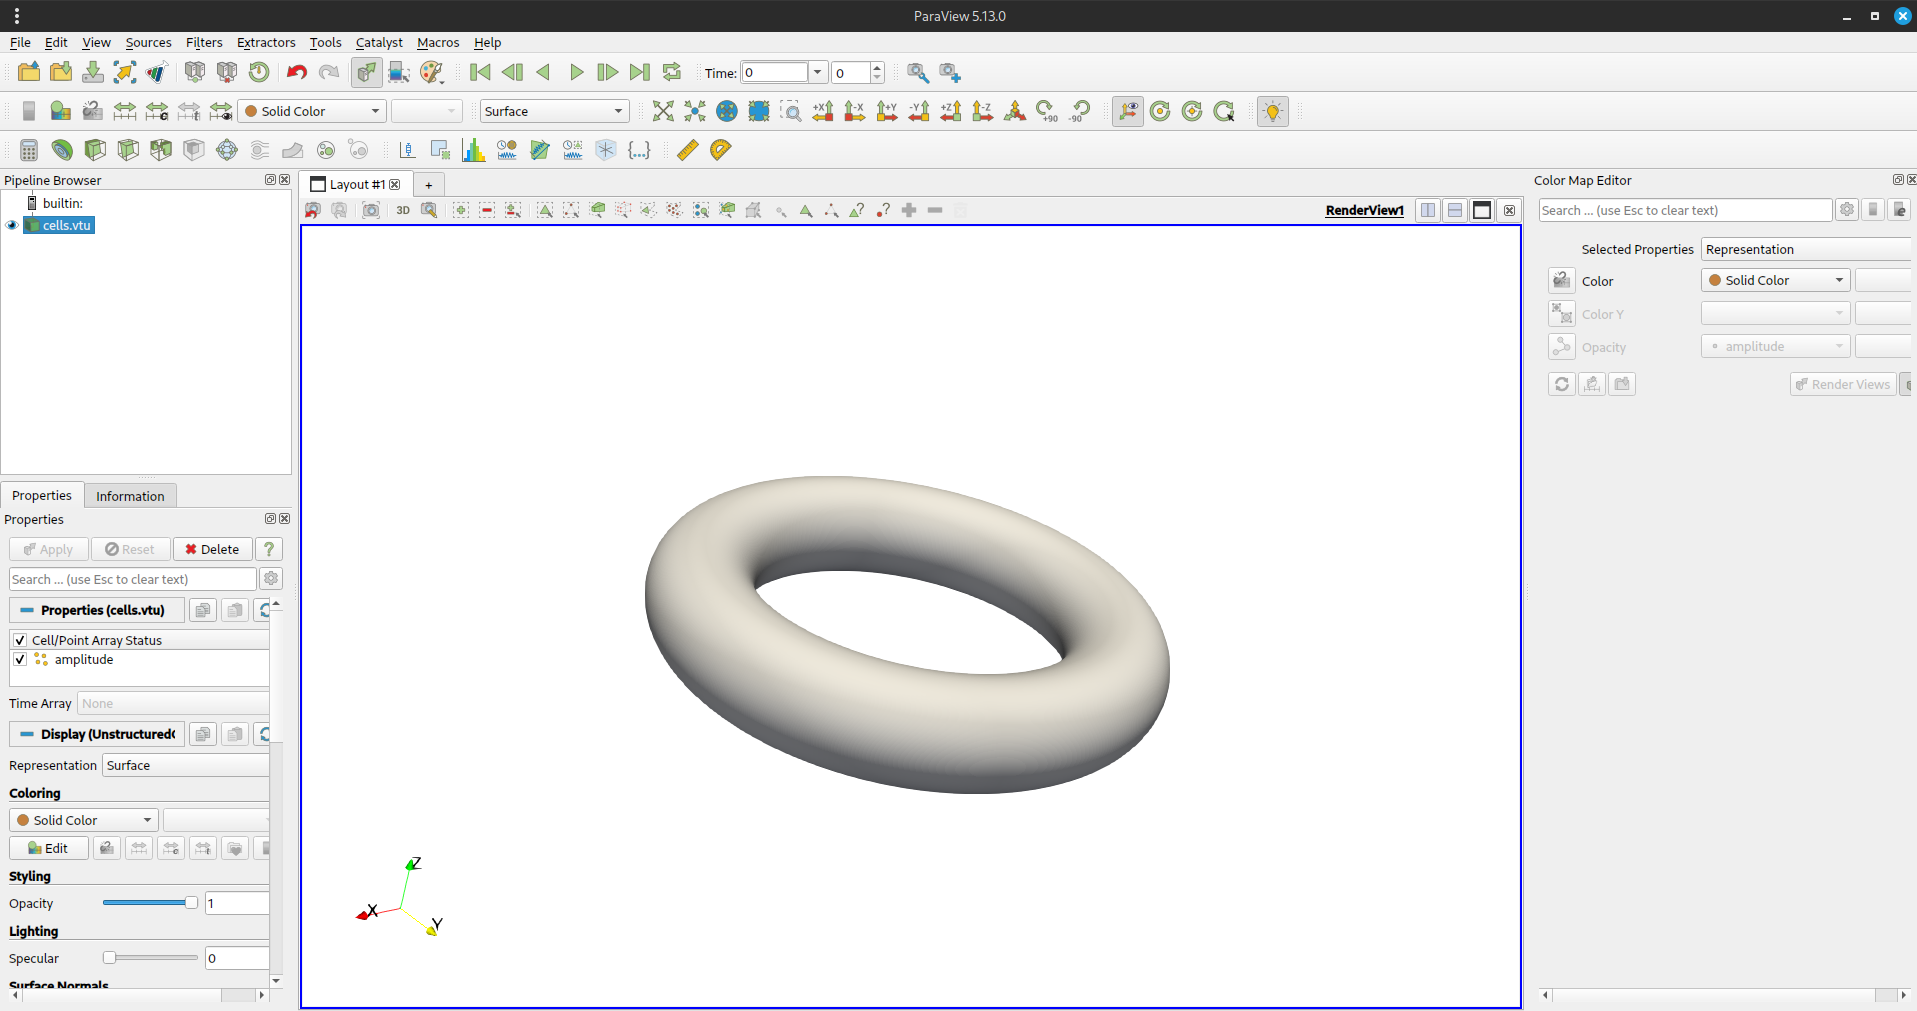 ParaView 5.13.0
File Edit View Sources Filters Extractors Tools Catalyst Macros Help
Time: 0 0
Solid Color Surface +X -X +Y -Y +Z -Z +90 -90
Pipeline Browser
builtin:
cells.vtu
Layout #1 +
3D RenderView1
Color Map Editor
Search ... (use Esc to clear text)
Selected Properties Representation
Color Solid Color
Color Y
Opacity amplitude
Render Views
Properties Information
Properties
Apply Reset Delete ?
Search ... (use Esc to clear text)
Properties (cells.vtu)
Cell/Point Array Status
amplitude
Time Array None
Display (Unstructured
Representation Surface
Coloring
Solid Color
Edit
Styling
Opacity 1
Lighting
Specular 0
Surface Normals
Z
X
Y